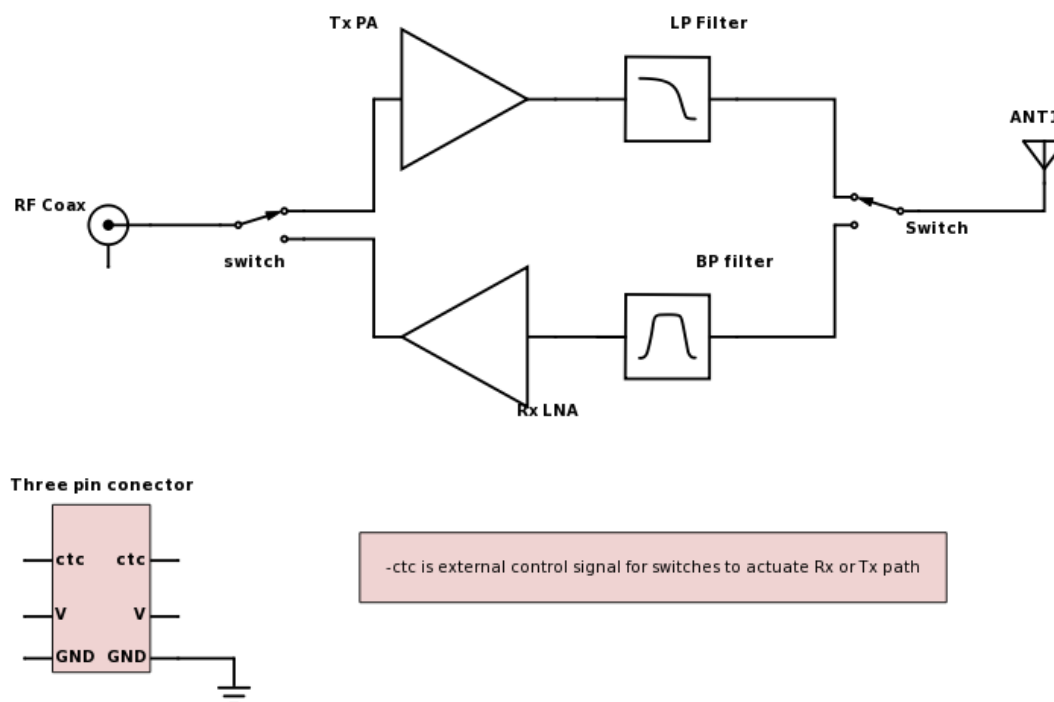 Tx PA
LP Filter
ANT1
RF Coax
switch
Switch
BP filter
Rx LNA
Three pin conector
ctc ctc
V V
GND GND
-ctc is external control signal for switches to actuate Rx or Tx path